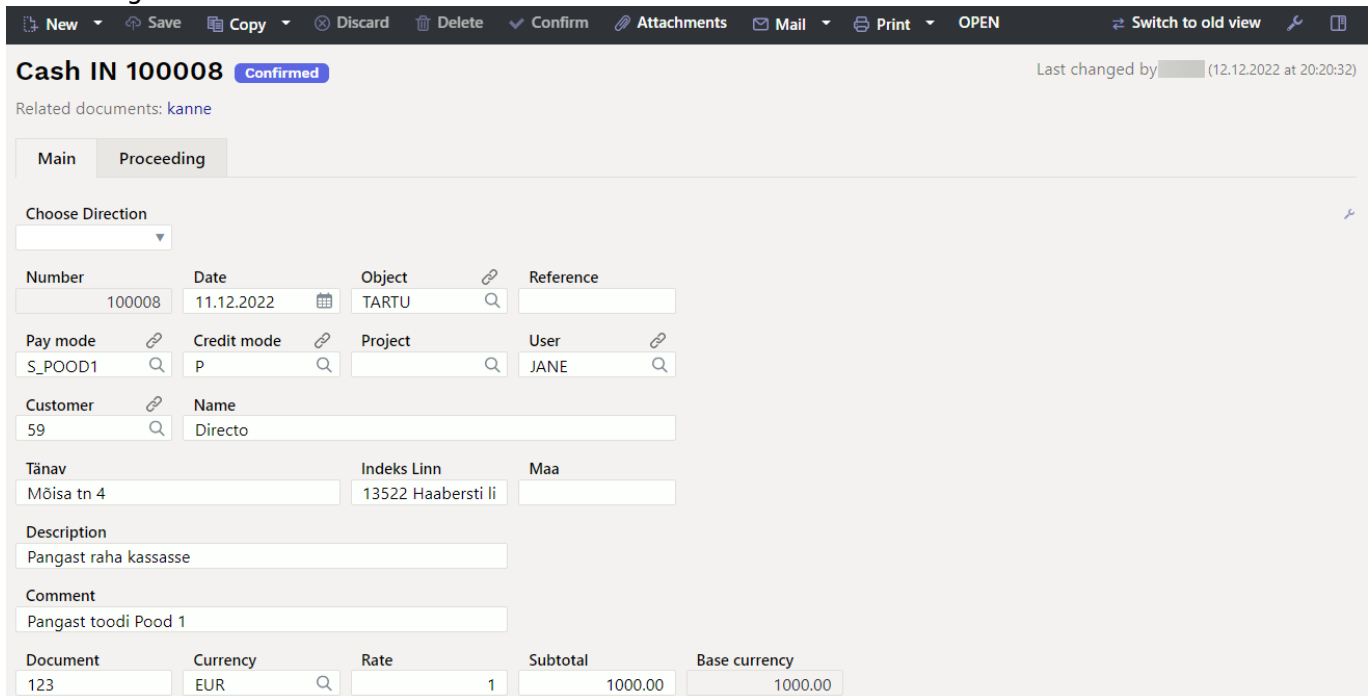 New Save Copy Discard Delete Confirm Attachments Mail Print OPEN Switch to old view
Cash IN 100008 Confirmed Last changed by (12.12.2022 at 20:20:32)
Related documents: kanne
Main Proceeding
Choose Direction
Number Date Object Reference
100008 11.12.2022 TARTU
Pay mode Credit mode Project User
S_POOD1 P JANE
Customer Name
59 Directo
Tänav Indeks Linn Maa
Mõisa tn 4 13522 Haabersti li
Description
Pangast raha kassasse
Comment
Pangast toodi Pood 1
Document Currency Rate Subtotal Base currency
123 EUR 1 1000.00 1000.00